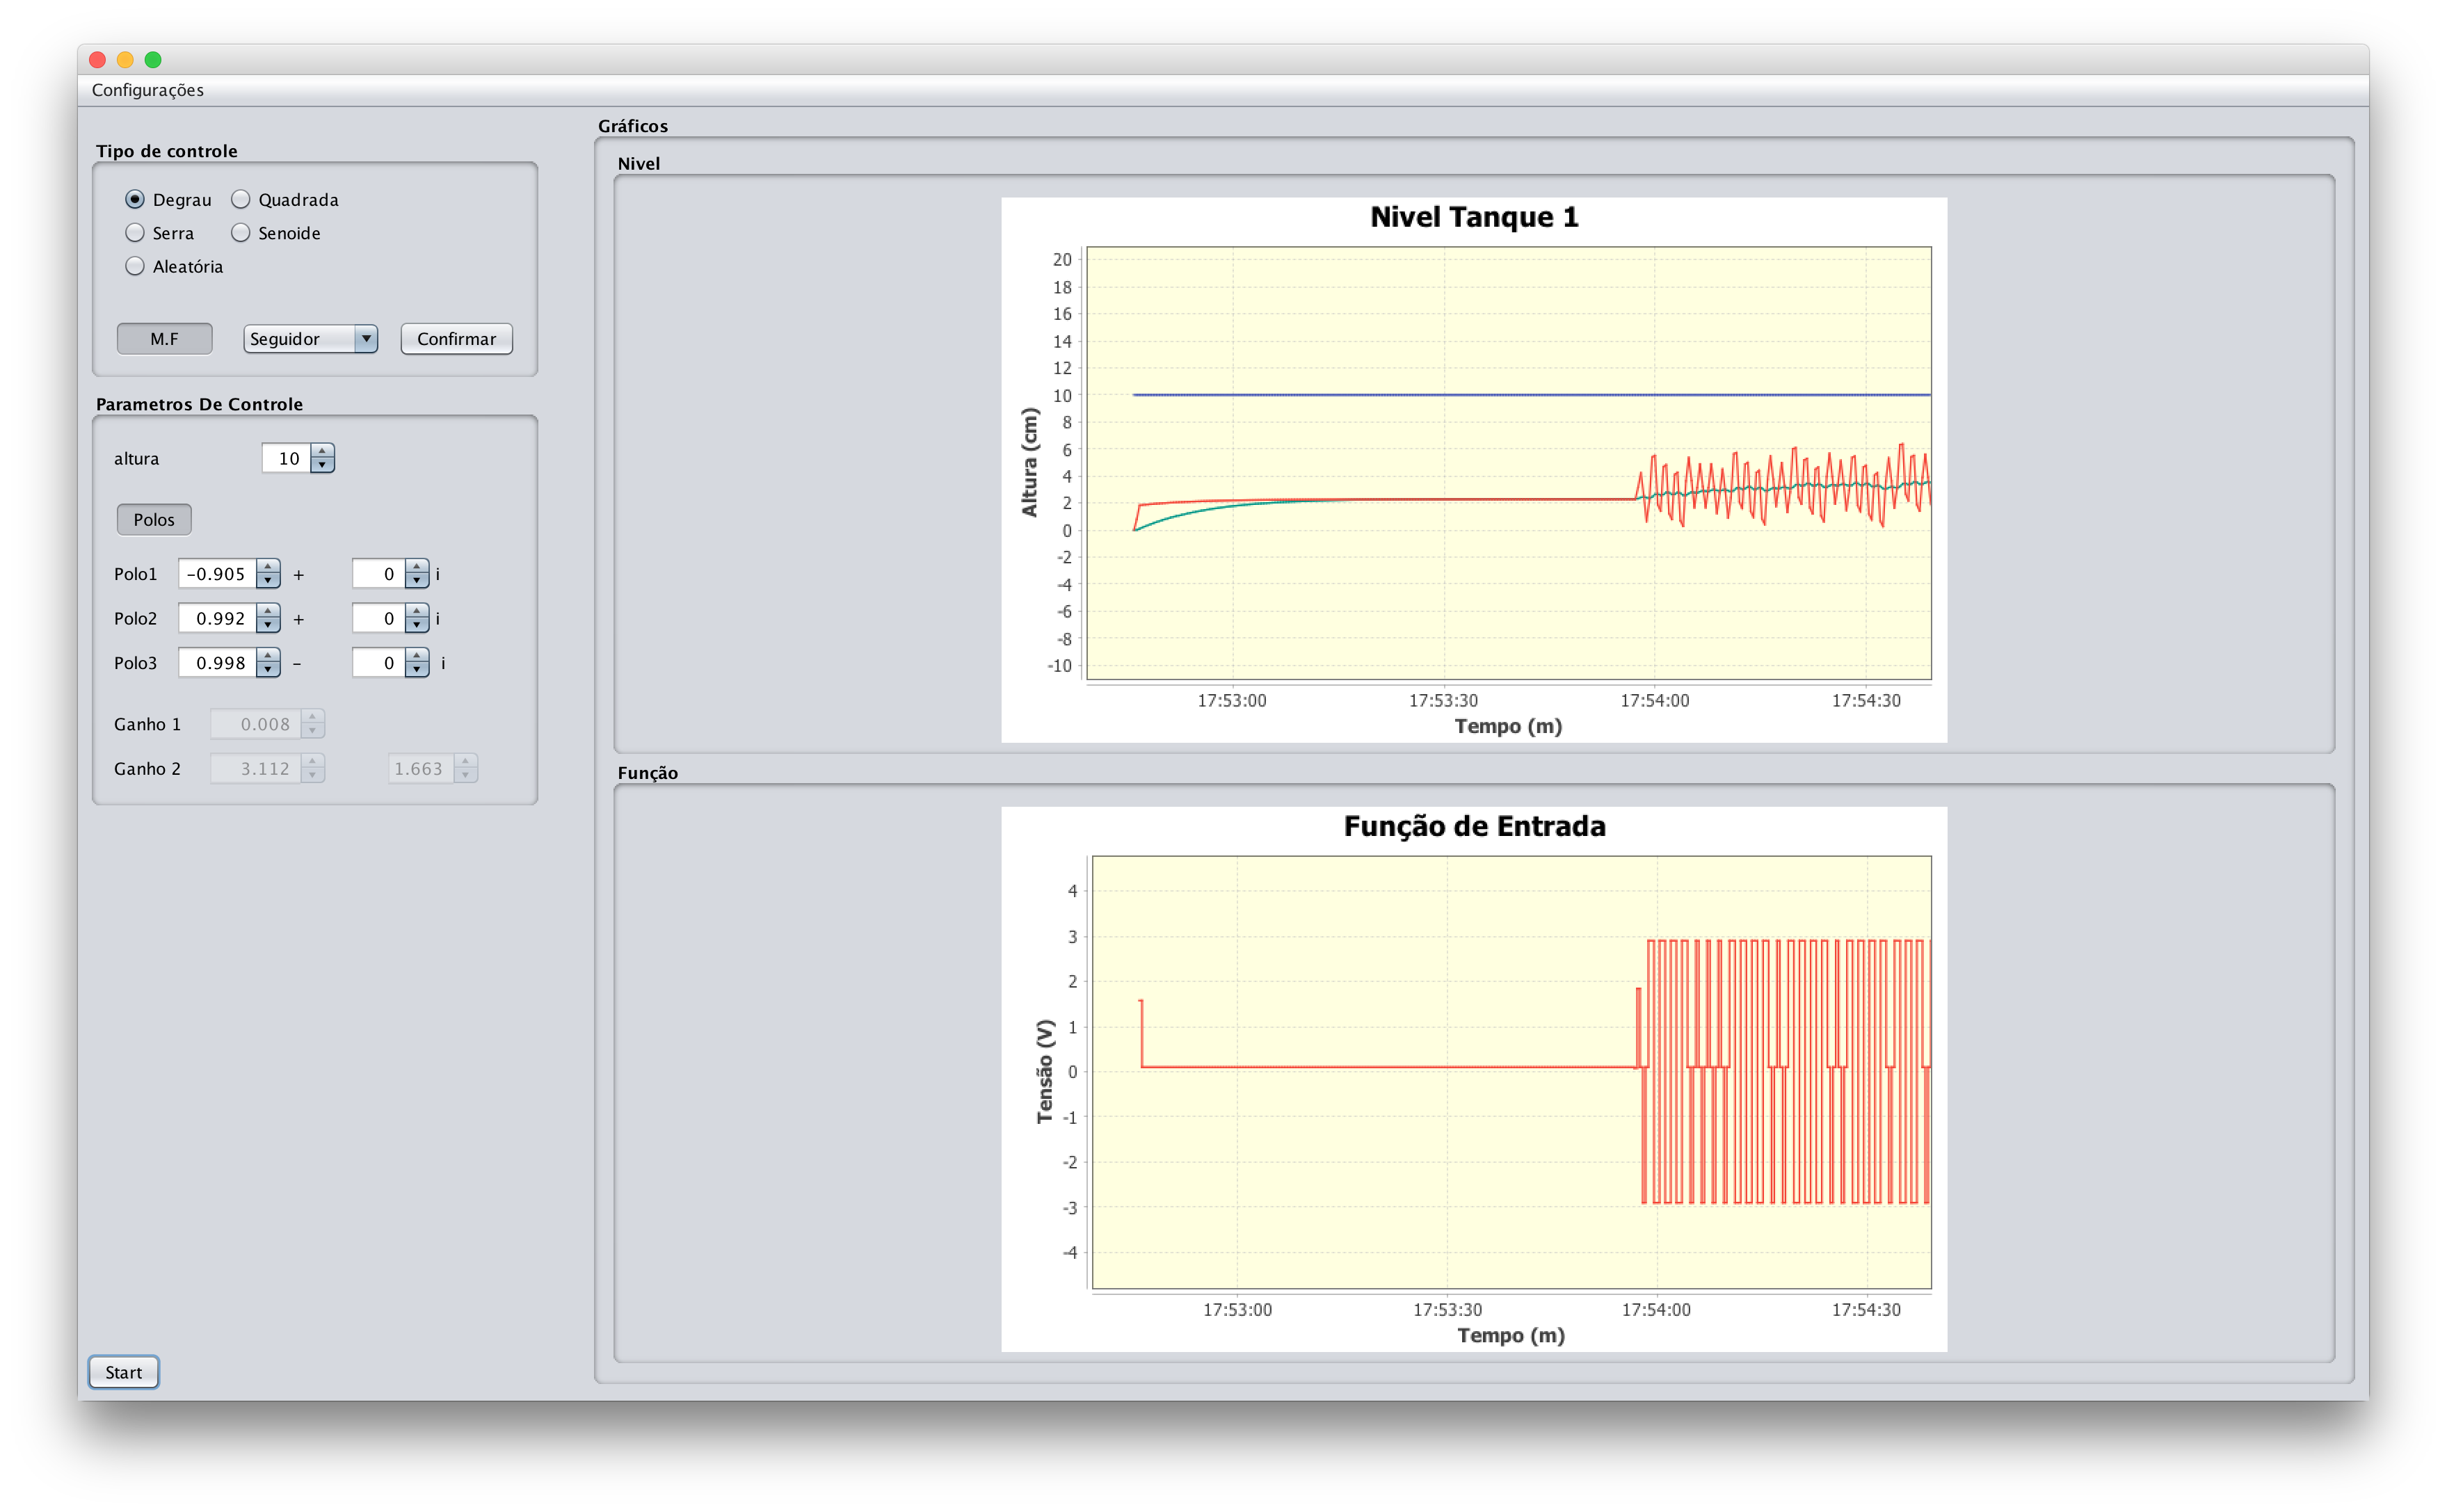 Configurações
Tipo de controle
Degrau Quadrada
Serra Senoide
Aleatória
M.F Seguidor Confirmar
Parametros De Controle
altura 10
Polos
Polo1 -0.905 + 0 i
Polo2 0.992 + 0 i
Polo3 0.998 - 0 i
Ganho 1 0.008
Ganho 2 3.112 1.663
Start
Gráficos
Nivel
Nivel Tanque 1
Altura (cm)
20
18
16
14
12
10
8
6
4
2
0
-2
-4
-6
-8
-10
17:53:00 17:53:30 17:54:00 17:54:30
Tempo (m)
Função
Função de Entrada
Tensão (V)
4
3
2
1
0
-1
-2
-3
-4
17:53:00 17:53:30 17:54:00 17:54:30
Tempo (m)